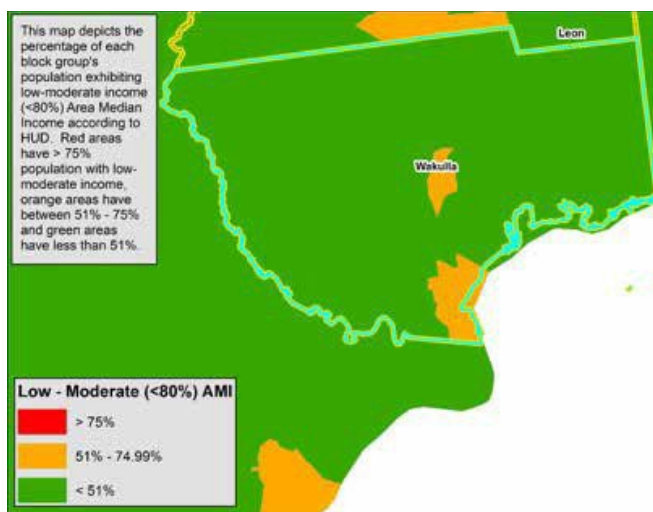 This map depicts the
percentage of each
block group's
population exhibiting
low-moderate income
(<80%) Area Median
Income according to
HUD. Red areas
have > 75%
population with low-
moderate income,
orange areas have
between 51% - 75%
and green areas
have less than 51%.
Leon
Wakulla
Low - Moderate (<80%) AMI
> 75%
51% - 74.99%
< 51%